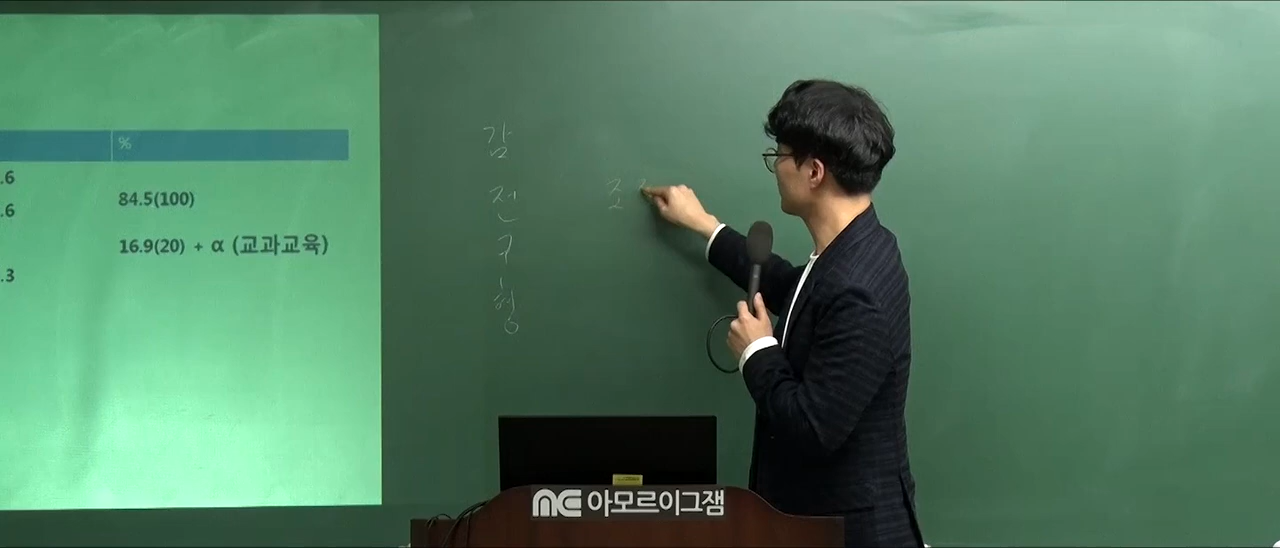 %
.6
84.5(100)
.6
16.9(20) + α (교과교육)
.3
감
전
구
형
조
아모르이그잼